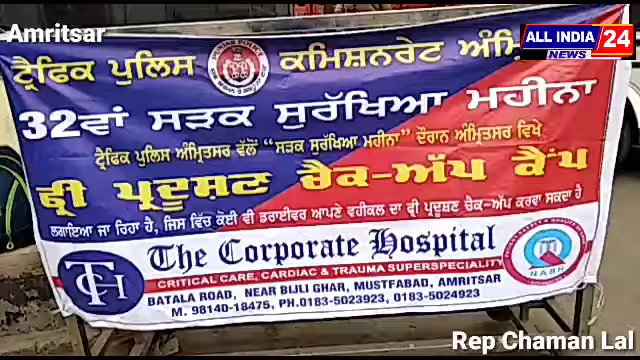 Amritsar
ALL INDIA 24
NEWS
ਟ੍ਰੈਫਿਕ ਪੁਲਿਸ ਕਮਿਸ਼ਨਰੇਟ
32ਵਾਂ ਸੜਕ ਸੁਰੱਖਿਆ ਮਹੀਨਾ
ਟ੍ਰੈਫਿਕ ਪੁਲਿਸ ਅੰਮ੍ਰਿਤਸਰ ਵੱਲੋਂ "ਸੜਕ ਸੁਰੱਖਿਆ ਮਹੀਨਾ" ਦੌਰਾਨ ਅੰਮ੍ਰਿਤਸਰ ਵਿਖੇ
ਫ੍ਰੀ ਪ੍ਰਦੂਸ਼ਣ ਚੈਕ-ਅੱਪ ਕੈਂਪ
ਲਗਾਇਆ ਜਾ ਰਿਹਾ ਹੈ, ਜਿਸ ਵਿੱਚ ਕੋਈ ਵੀ ਡਰਾਈਵਰ ਆਪਣੇ ਵਹੀਕਲ ਦਾ ਫ੍ਰੀ ਪ੍ਰਦੂਸ਼ਣ ਚੈਕ-ਅੱਪ ਕਰਵਾ ਸਕਦਾ ਹੈ
TCHI
The Corporate Hospital
CRITICAL CARE, CARDIAC & TRAUMA SUPERSPECIALITY
BATALA ROAD, NEAR BIJLI GHAR, MUSTFABAD, AMRITSAR
M. 98140-18475, PH.0183-5023923, 0183-5024923
NABH
Rep Chaman Lal